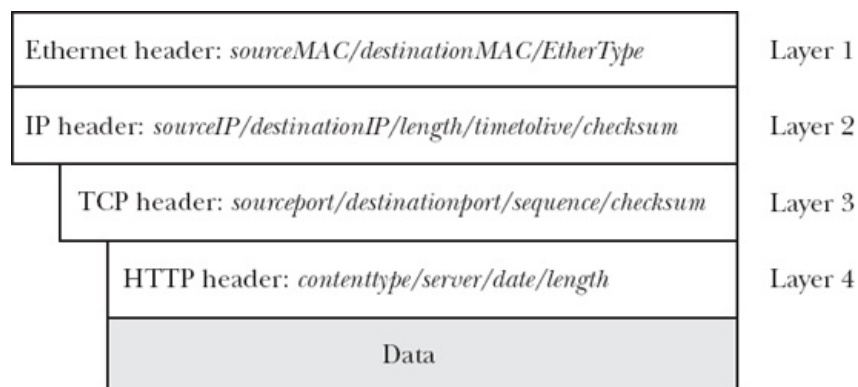 Ethernet header: sourceMAC/destinationMAC/EtherType Layer 1
IP header: sourceIP/destinationIP/length/timetolive/checksum Layer 2
TCP header: sourceport/destinationport/sequence/checksum Layer 3
HTTP header: contenttype/server/date/length Layer 4
Data